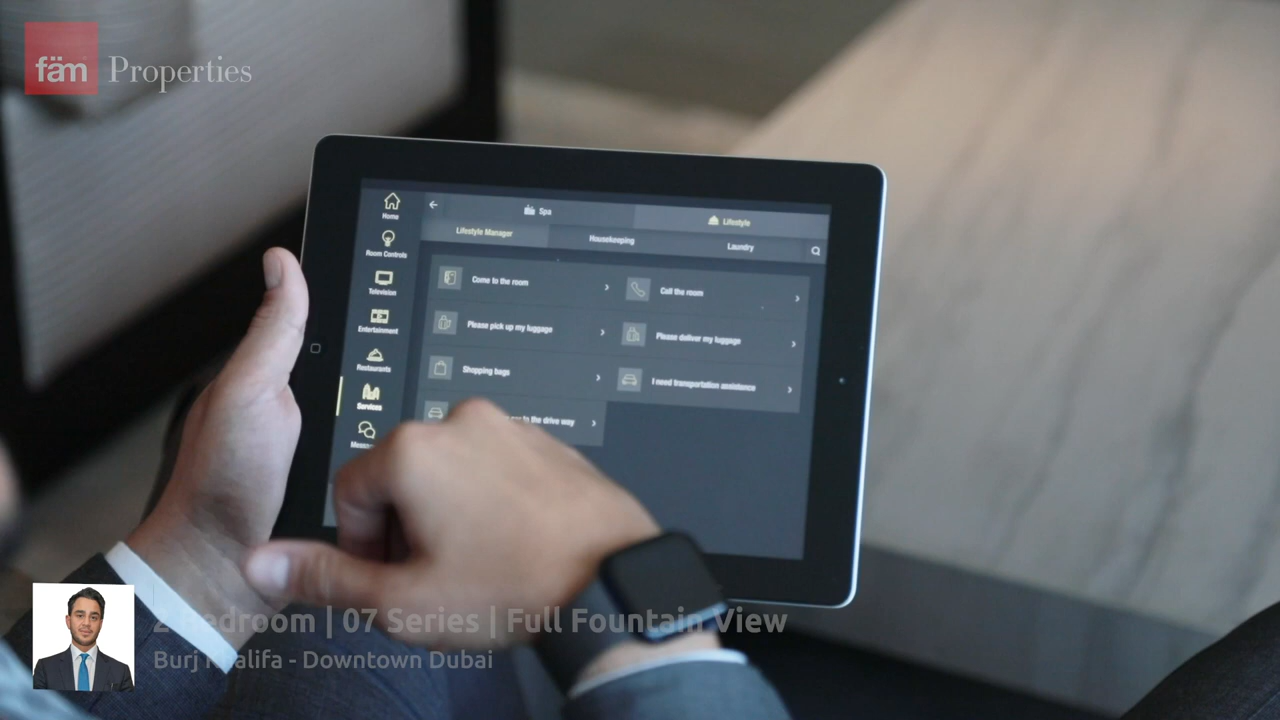 fäm Properties
Home
Room Controls
Television
Entertainment
Restaurants
Services
Spa
Lifestyle
Lifestyle Manager
Housekeeping
Laundry
Come to the room
Call the room
Please pick up my luggage
Please deliver my luggage
Shopping bags
I need transportation assistance
to the drive way
2 Bedroom | 07 Series | Full Fountain View
Burj Khalifa - Downtown Dubai